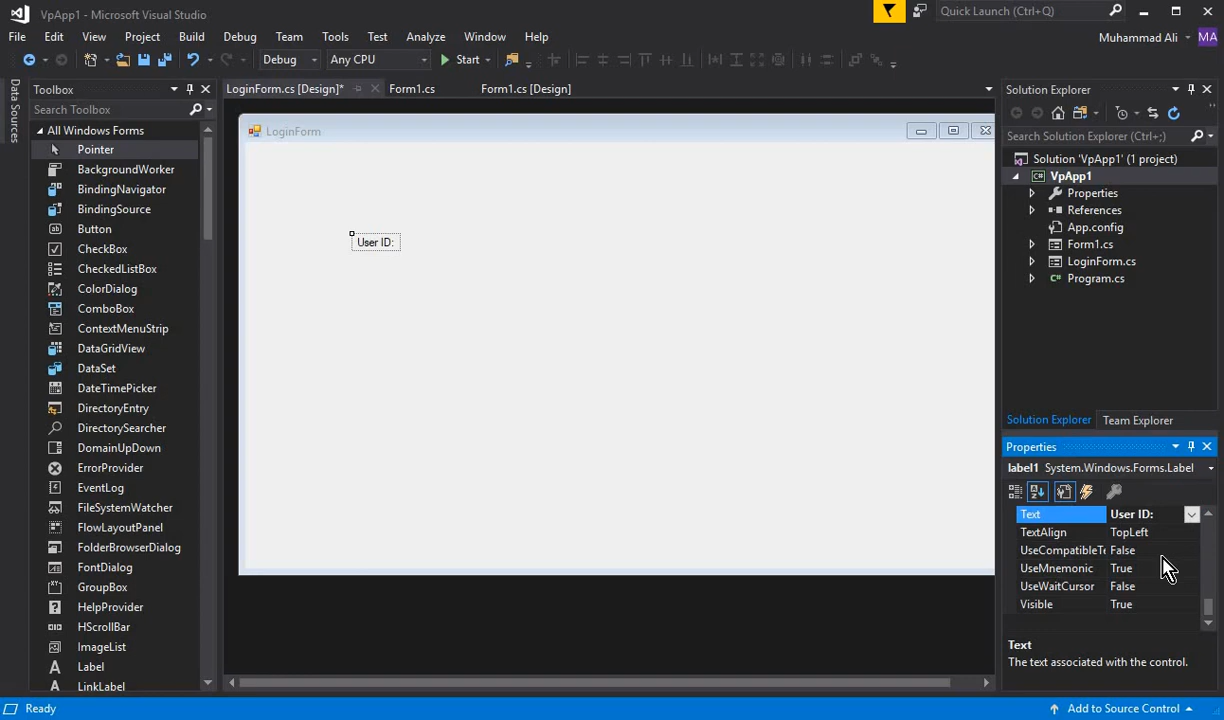 VpApp1 - Microsoft Visual Studio
Quick Launch (Ctrl+Q)
File Edit View Project Build Debug Team Tools Test Analyze Window Help
Muhammad Ali MA
Debug Any CPU Start
Data Sources
Toolbox
Search Toolbox
All Windows Forms
Pointer
BackgroundWorker
BindingNavigator
BindingSource
Button
CheckBox
CheckedListBox
ColorDialog
ComboBox
ContextMenuStrip
DataGridView
DataSet
DateTimePicker
DirectoryEntry
DirectorySearcher
DomainUpDown
ErrorProvider
EventLog
FileSystemWatcher
FlowLayoutPanel
FolderBrowserDialog
FontDialog
GroupBox
HelpProvider
HScrollBar
ImageList
Label
LinkLabel
LoginForm.cs [Design]* Form1.cs Form1.cs [Design]
LoginForm
User ID:
Solution Explorer
Search Solution Explorer (Ctrl+;)
Solution 'VpApp1' (1 project)
VpApp1
Properties
References
App.config
Form1.cs
LoginForm.cs
Program.cs
Solution Explorer Team Explorer
Properties
label1 System.Windows.Forms.Label
Text User ID:
TextAlign TopLeft
UseCompatibleTe False
UseMnemonic True
UseWaitCursor False
Visible True
Text
The text associated with the control.
Ready
Add to Source Control